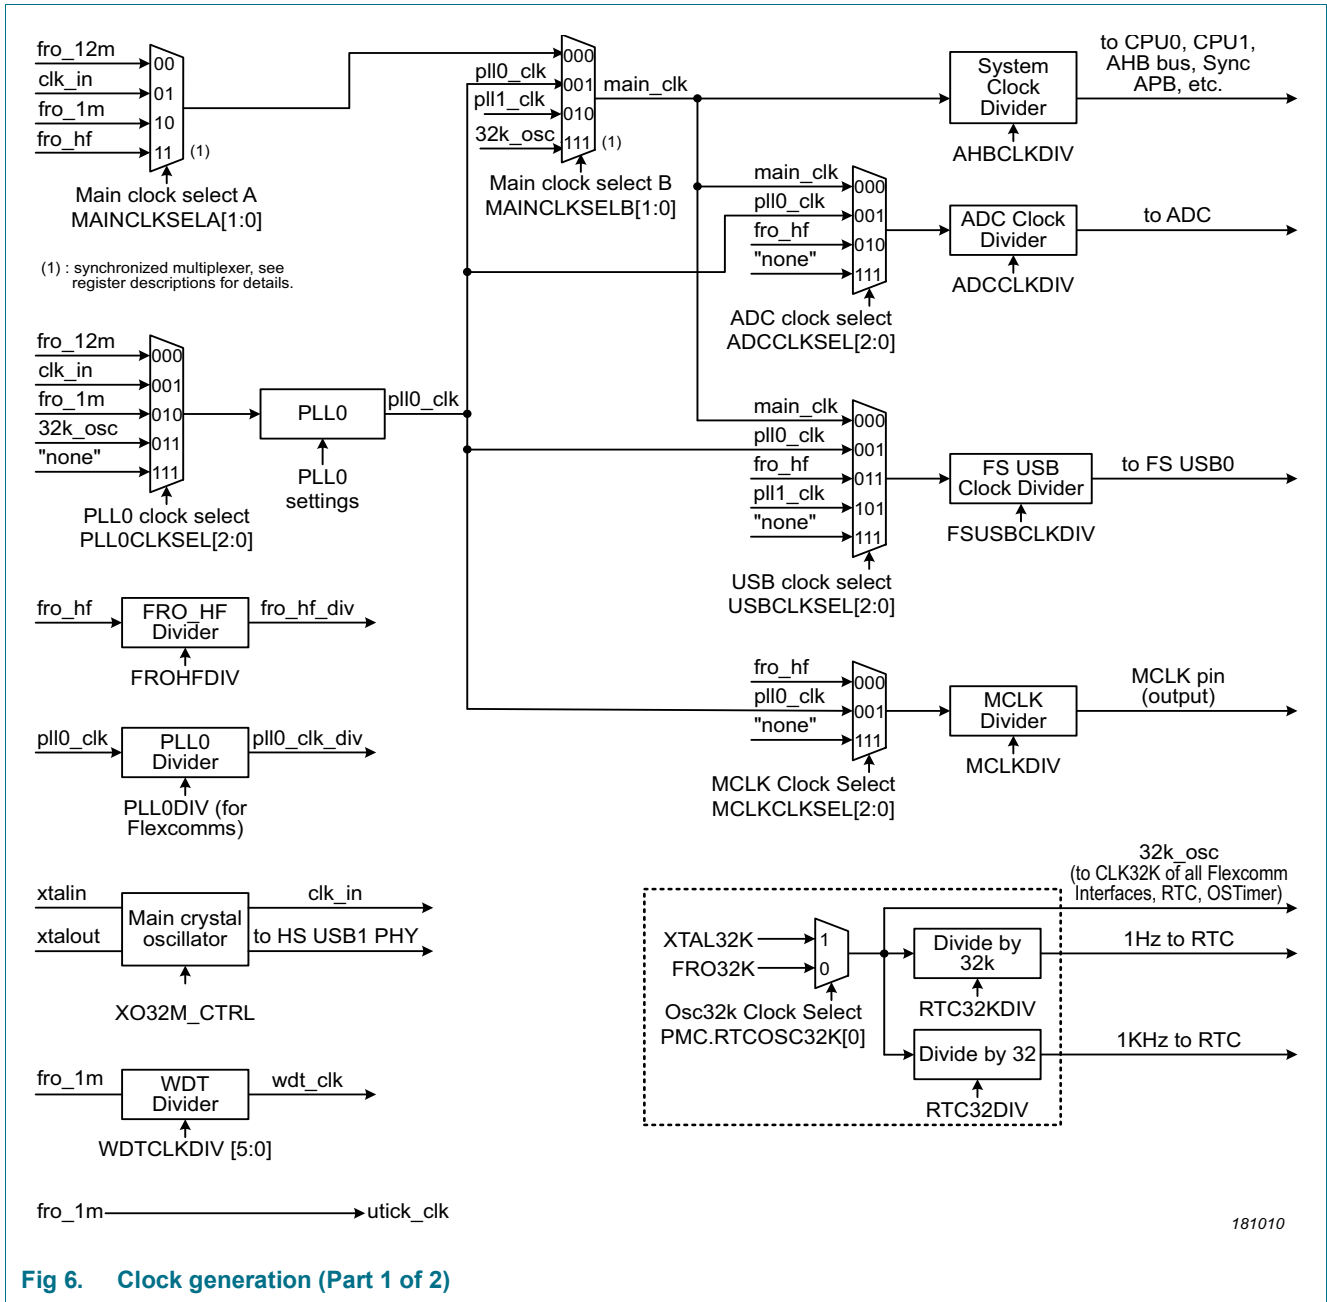 fro_12m
clk_in
fro_1m
fro_hf
00
01
10
11
(1)
Main clock select A
MAINCLKSELA[1:0]
(1) : synchronized multiplexer, see
register descriptions for details.
pll0_clk
pll1_clk
32k_osc
000
001
010
111
(1)
Main clock select B
MAINCLKSELB[1:0]
main_clk
System
Clock
Divider
AHBCLKDIV
to CPU0, CPU1,
AHB bus, Sync
APB, etc.
main_clk
pll0_clk
fro_hf
"none"
000
001
010
111
ADC clock select
ADCCLKSEL[2:0]
ADC Clock
Divider
ADCCLKDIV
to ADC
fro_12m
clk_in
fro_1m
32k_osc
"none"
000
001
010
011
111
PLL0 clock select
PLL0CLKSEL[2:0]
PLL0
PLL0
settings
pll0_clk
main_clk
pll0_clk
fro_hf
pll1_clk
"none"
000
001
011
101
111
USB clock select
USBCLKSEL[2:0]
FS USB
Clock Divider
FSUSBCLKDIV
to FS USB0
fro_hf
FRO_HF
Divider
fro_hf_div
FROHFDIV
fro_hf
pll0_clk
"none"
000
001
111
MCLK Clock Select
MCLKCLKSEL[2:0]
MCLK
Divider
MCLKDIV
MCLK pin
(output)
pll0_clk
PLL0
Divider
pll0_clk_div
PLL0DIV (for
Flexcomms)
xtalin
xtalout
Main crystal
oscillator
clk_in
to HS USB1 PHY
XO32M_CTRL
XTAL32K
FRO32K
1
0
Osc32k Clock Select
PMC.RTCOSC32K[0]
32k_osc
(to CLK32K of all Flexcomm
Interfaces, RTC, OSTimer)
Divide by
32k
RTC32KDIV
1Hz to RTC
Divide by 32
RTC32DIV
1KHz to RTC
fro_1m
WDT
Divider
wdt_clk
WDTCLKDIV [5:0]
fro_1m
utick_clk
181010
Fig 6. Clock generation (Part 1 of 2)